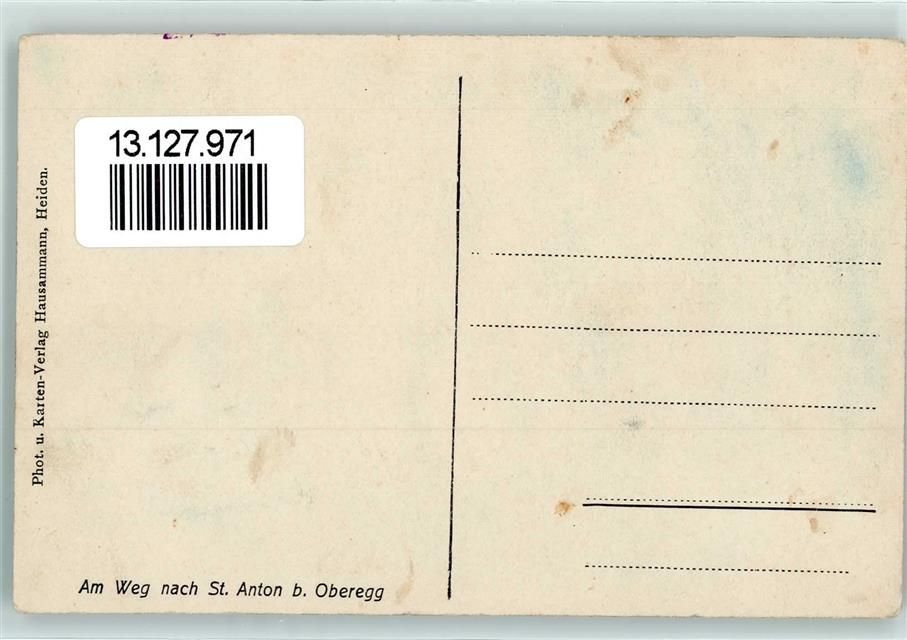 13.127.971
Phot. u. Karten-Verlag Hausammann, Heiden.
Am Weg nach St. Anton b. Oberegg